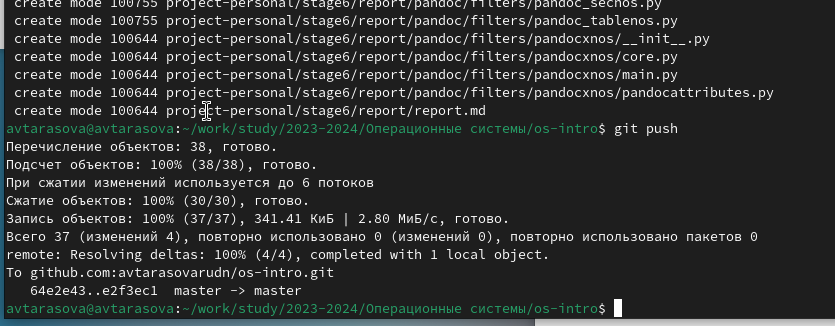 create mode 100755 project-personal/stage6/report/pandoc/filters/pandoc_secnos.py
create mode 100755 project-personal/stage6/report/pandoc/filters/pandoc_tablenos.py
create mode 100644 project-personal/stage6/report/pandoc/filters/pandocxnos/__init__.py
create mode 100644 project-personal/stage6/report/pandoc/filters/pandocxnos/core.py
create mode 100644 project-personal/stage6/report/pandoc/filters/pandocxnos/main.py
create mode 100644 project-personal/stage6/report/pandoc/filters/pandocxnos/pandocattributes.py
create mode 100644 project-personal/stage6/report/report.md
avtarasova@avtarasova:~/work/study/2023-2024/Операционные системы/os-intro$ git push
Перечисление объектов: 38, готово.
Подсчет объектов: 100% (38/38), готово.
При сжатии изменений используется до 6 потоков
Сжатие объектов: 100% (30/30), готово.
Запись объектов: 100% (37/37), 341.41 КиБ | 2.80 МиБ/с, готово.
Всего 37 (изменений 4), повторно использовано 0 (изменений 0), повторно использовано пакетов 0
remote: Resolving deltas: 100% (4/4), completed with 1 local object.
To github.com:avtarasovarudn/os-intro.git
64e2e43..e2f3ec1  master -> master
avtarasova@avtarasova:~/work/study/2023-2024/Операционные системы/os-intro$